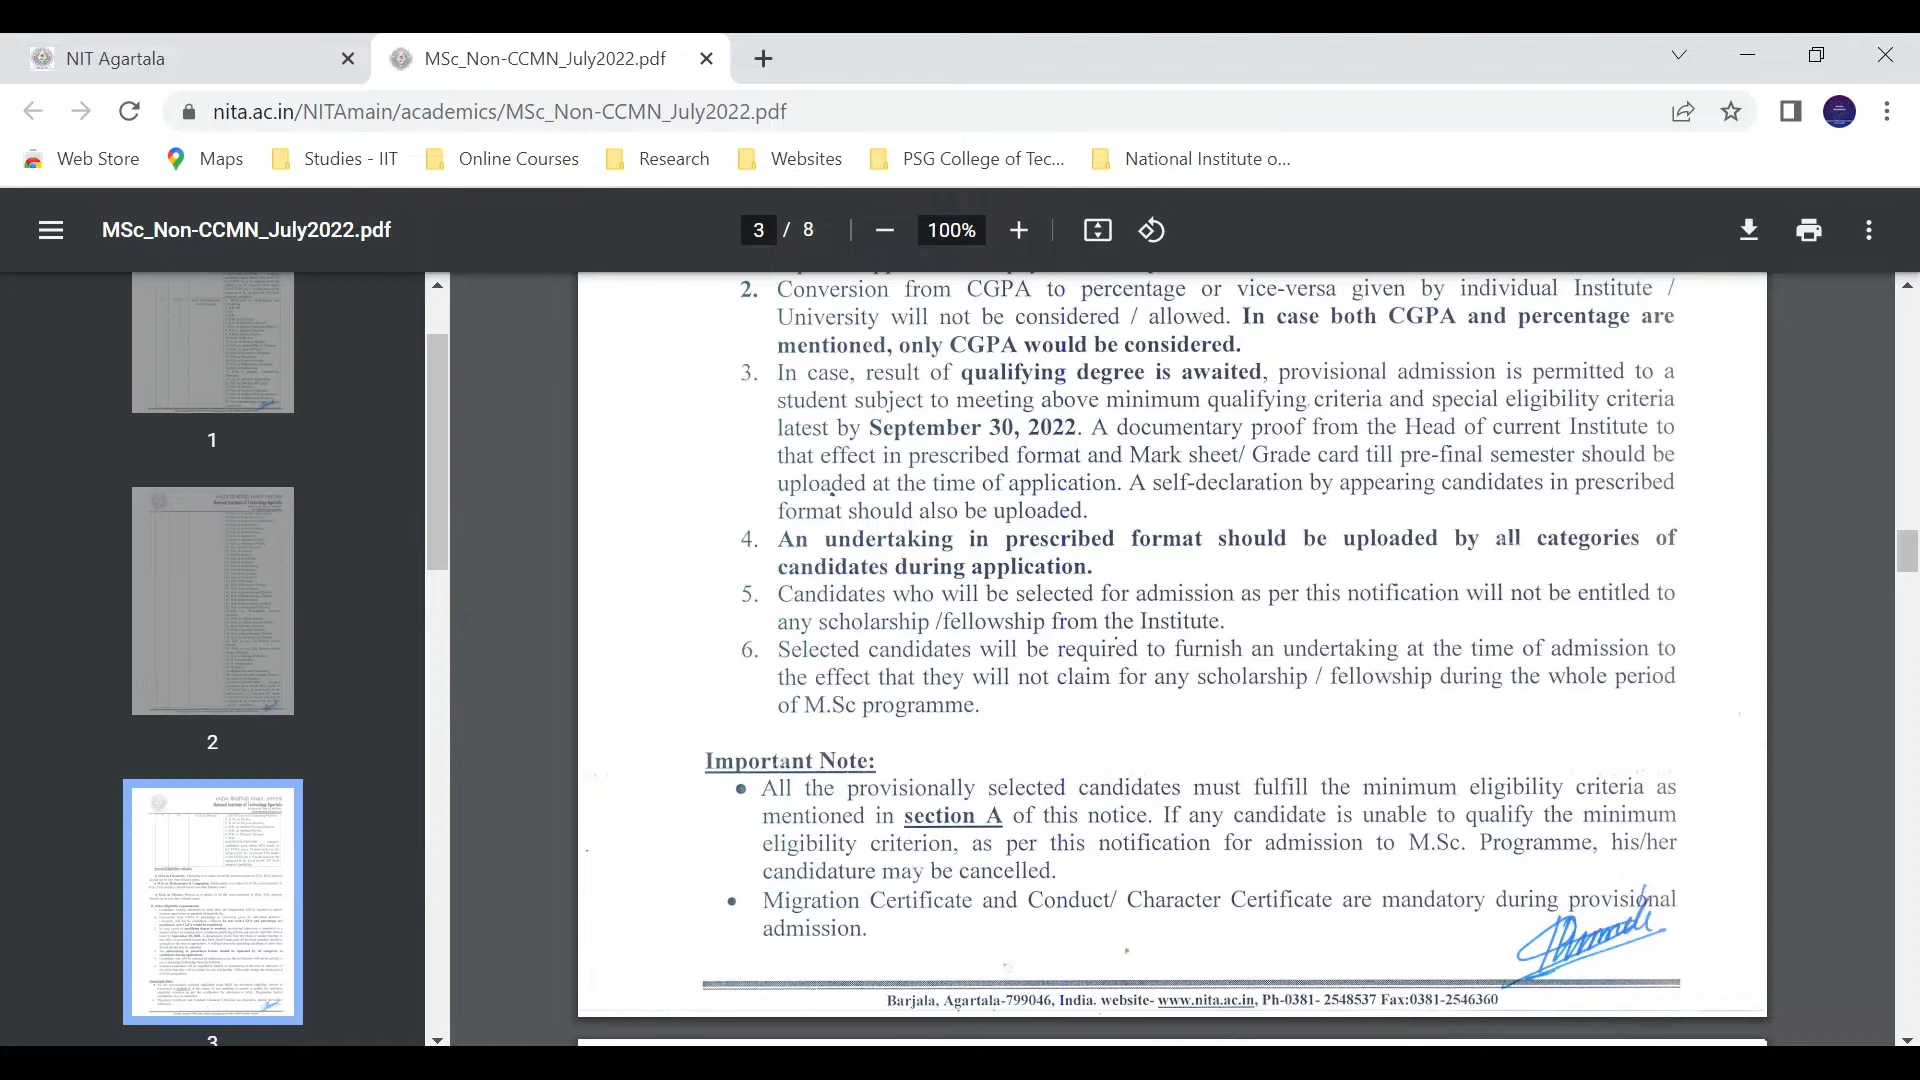 NIT Agartala
MSc_Non-CCMN_July2022.pdf
nita.ac.in/NITAmain/academics/MSc_Non-CCMN_July2022.pdf
Web Store
Maps
Studies - IIT
Online Courses
Research
Websites
PSG College of Tec...
National Institute o...
MSc_Non-CCMN_July2022.pdf
3 / 8
100%
1
2
3
2. Conversion from CGPA to percentage or vice-versa given by individual Institute /
University will not be considered / allowed. In case both CGPA and percentage are
mentioned, only CGPA would be considered.
3. In case, result of qualifying degree is awaited, provisional admission is permitted to a
student subject to meeting above minimum qualifying criteria and special eligibility criteria
latest by September 30, 2022. A documentary proof from the Head of current Institute to
that effect in prescribed format and Mark sheet/ Grade card till pre-final semester should be
uploaded at the time of application. A self-declaration by appearing candidates in prescribed
format should also be uploaded.
4. An undertaking in prescribed format should be uploaded by all categories of
candidates during application.
5. Candidates who will be selected for admission as per this notification will not be entitled to
any scholarship /fellowship from the Institute.
6. Selected candidates will be required to furnish an undertaking at the time of admission to
the effect that they will not claim for any scholarship / fellowship during the whole period
of M.Sc programme.
Important Note:
• All the provisionally selected candidates must fulfill the minimum eligibility criteria as
mentioned in section A of this notice. If any candidate is unable to qualify the minimum
eligibility criterion, as per this notification for admission to M.Sc. Programme, his/her
candidature may be cancelled.
• Migration Certificate and Conduct/ Character Certificate are mandatory during provisional
admission.
Barjala, Agartala-799046, India. website- www.nita.ac.in, Ph-0381- 2548537 Fax:0381-2546360